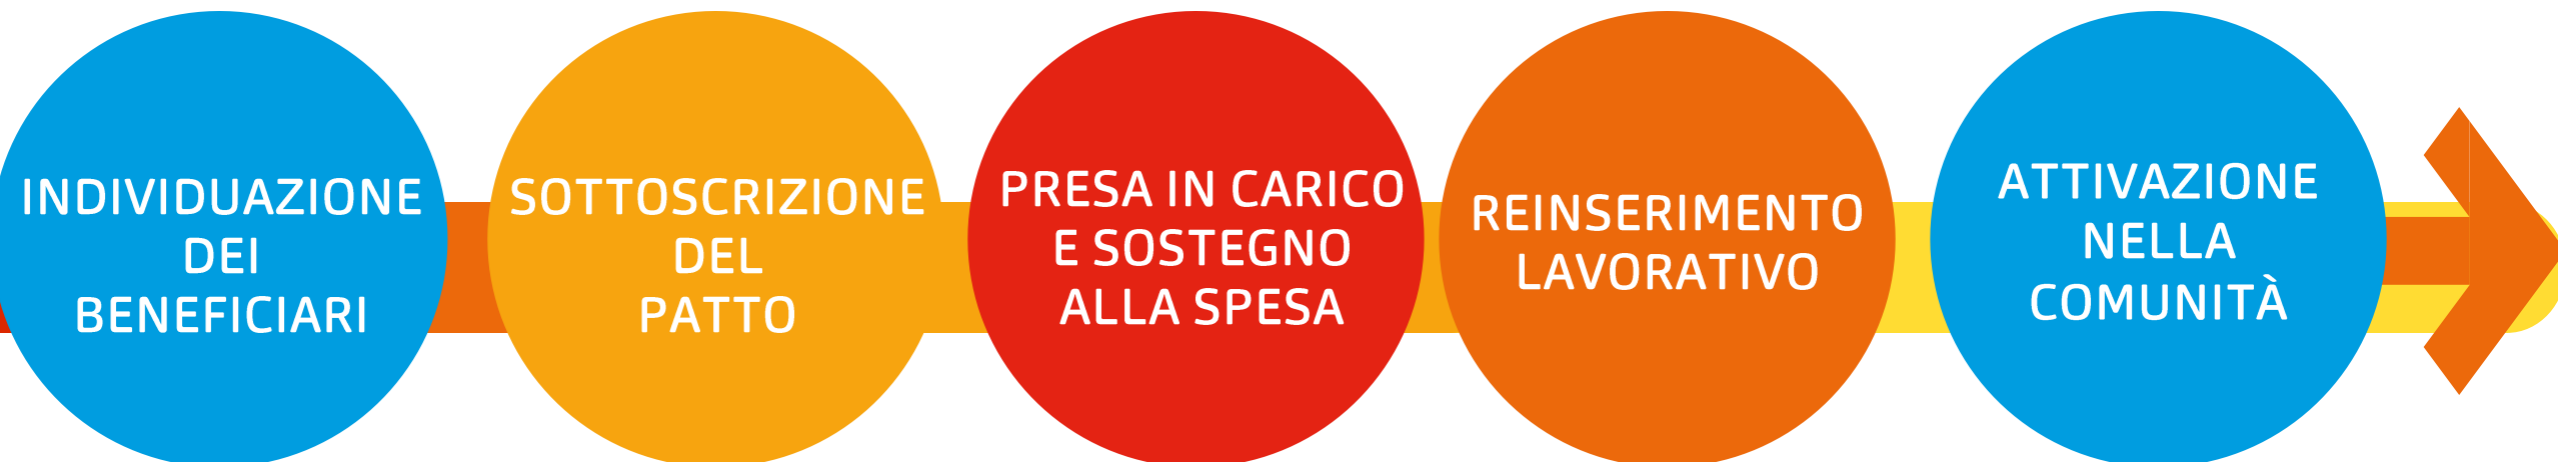 INDIVIDUAZIONE
DEI
BENEFICIARI
SOTTOSCRIZIONE
DEL
PATTO
PRESA IN CARICO
E SOSTEGNO
ALLA SPESA
REINSERIMENTO
LAVORATIVO
ATTIVAZIONE
NELLA
COMUNITÀ